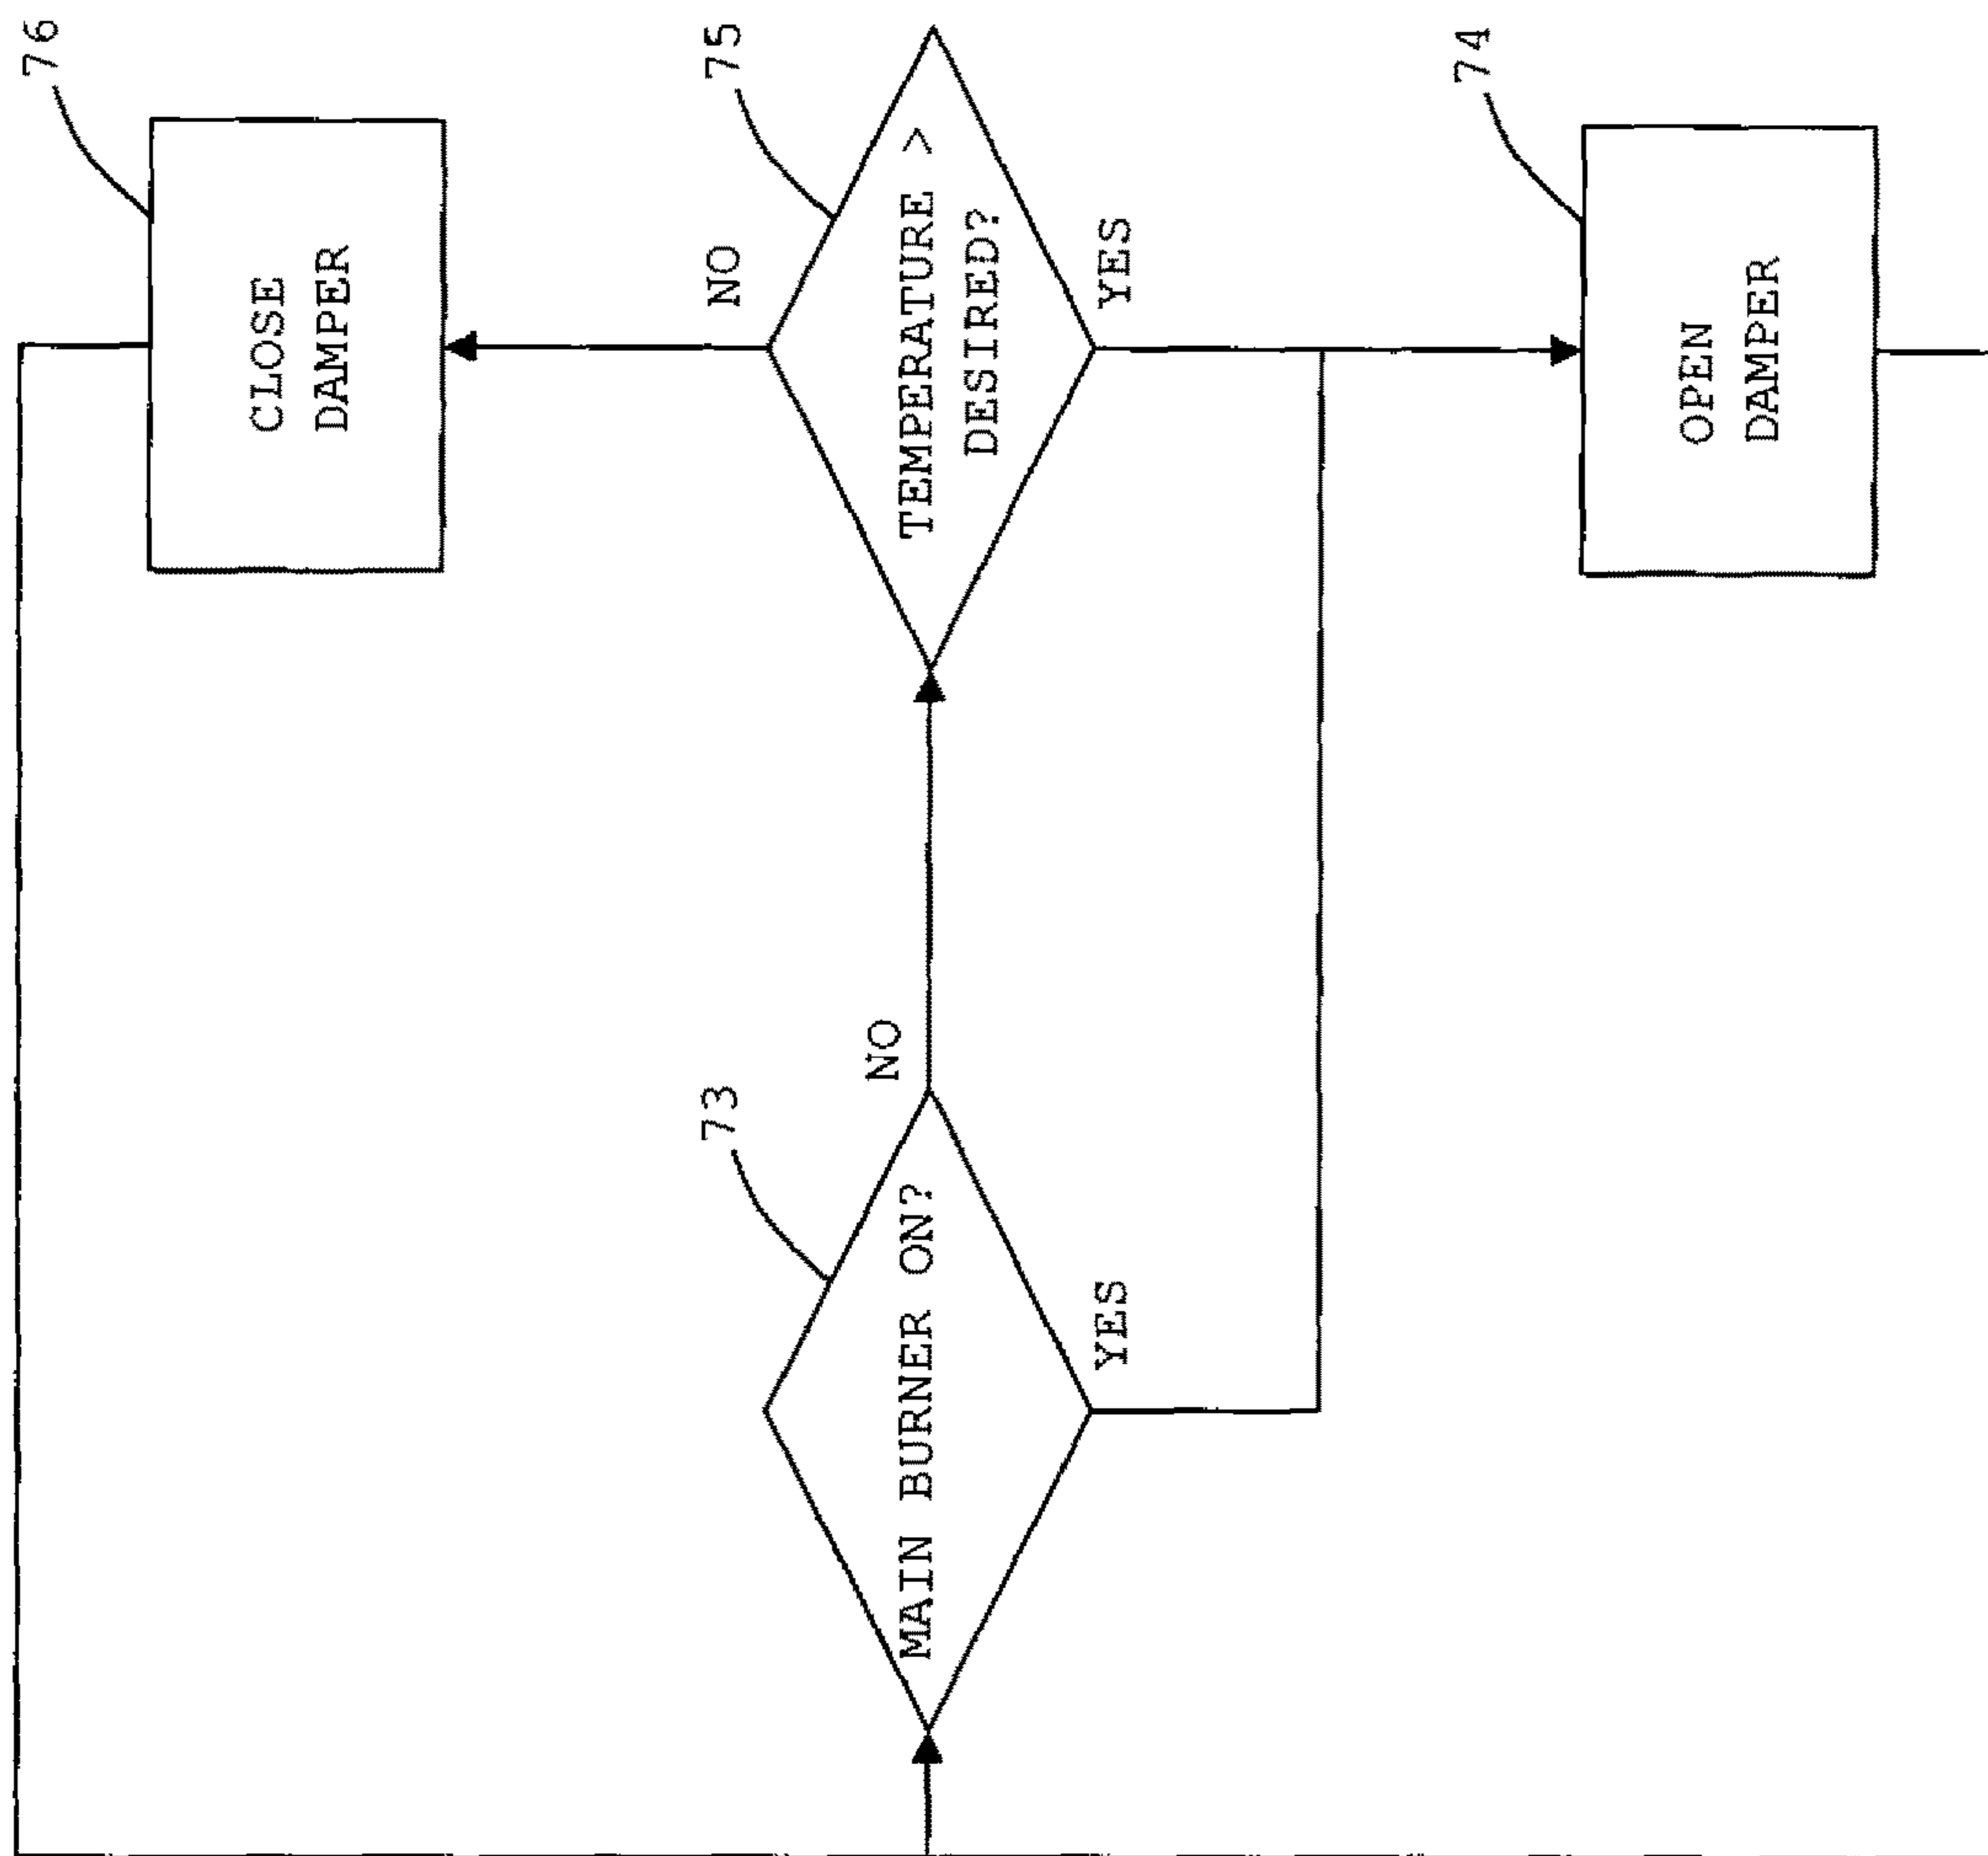 73
MAIN BURNER ON?
NO
YES
76
CLOSE
DAMPER
75
NO
TEMPERATURE >
DESIRED?
YES
74
OPEN
DAMPER